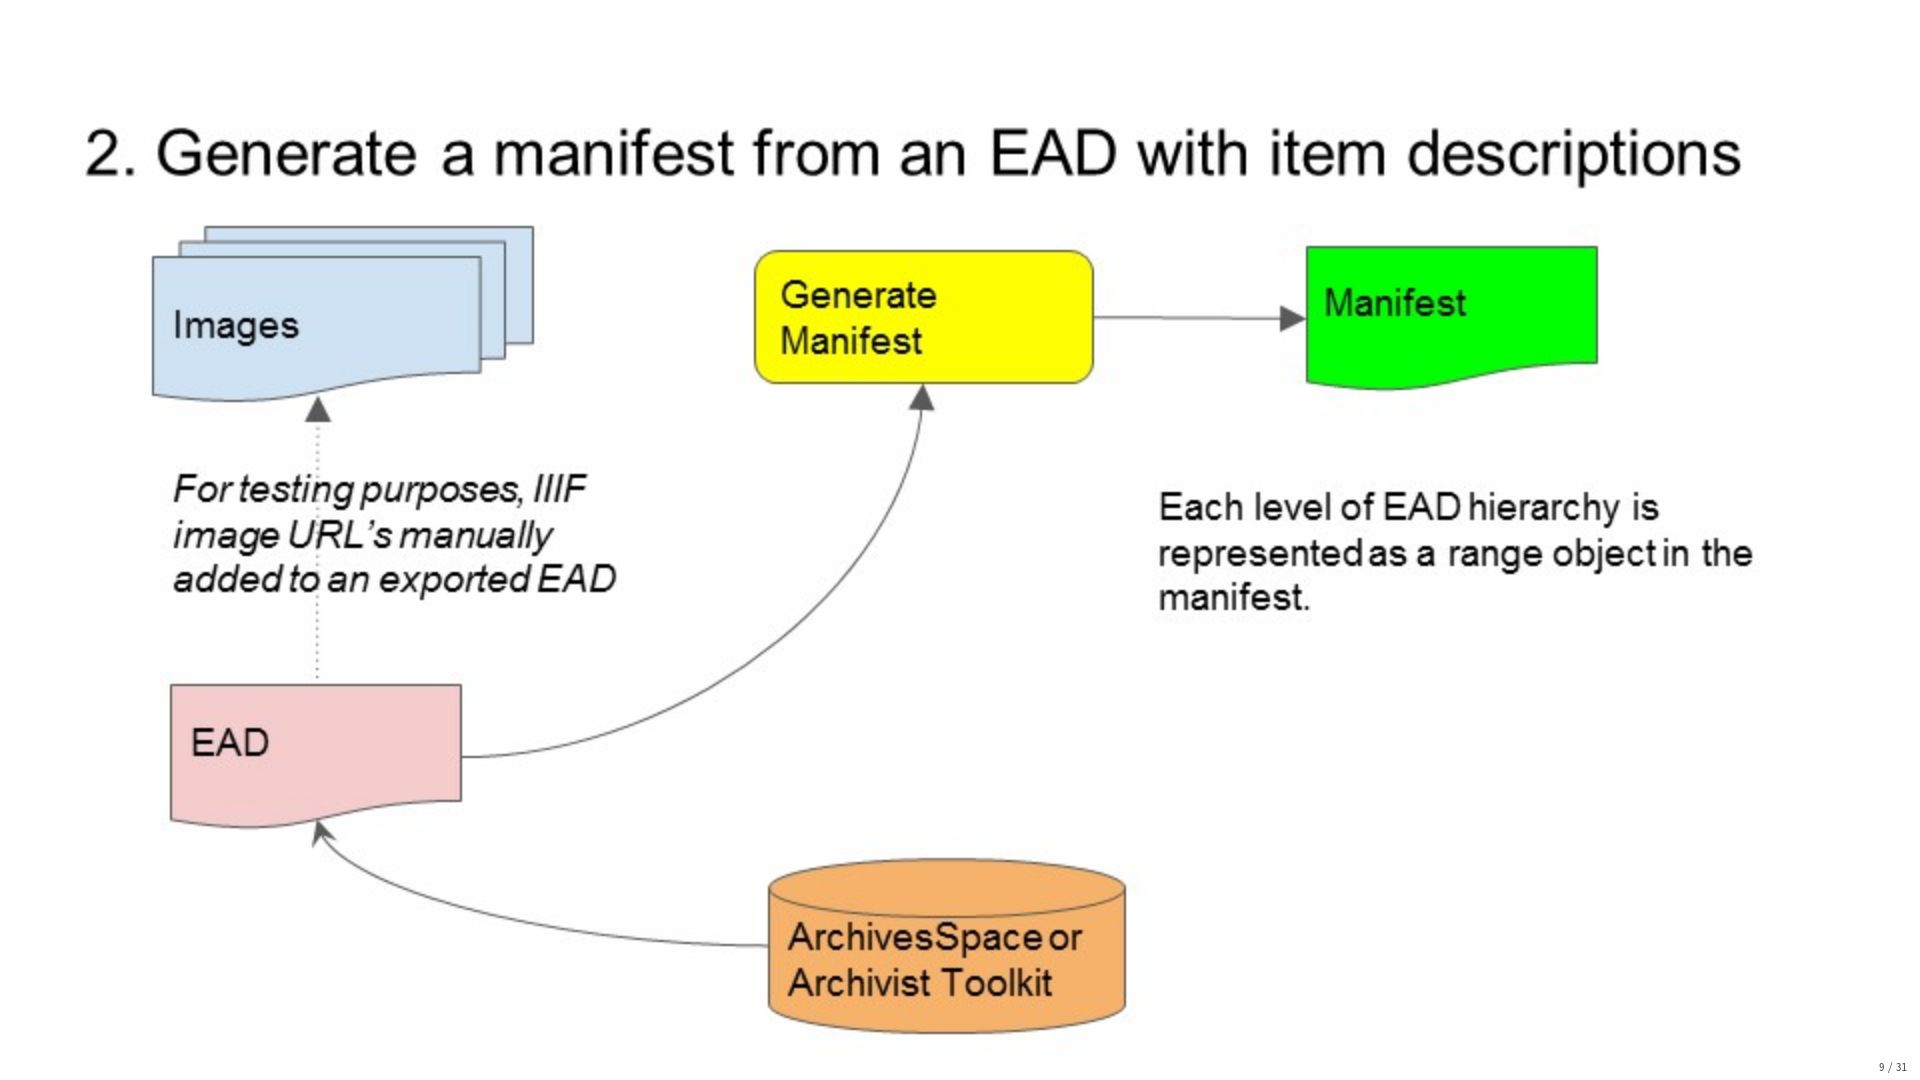 2. Generate a manifest from an EAD with item descriptions
Images
Generate
Manifest
Manifest
For testing purposes, IIIF
image URL's manually
added to an exported EAD
Each level of EAD hierarchy is
represented as a range object in the
manifest.
EAD
ArchivesSpace or
Archivist Toolkit
9 / 31